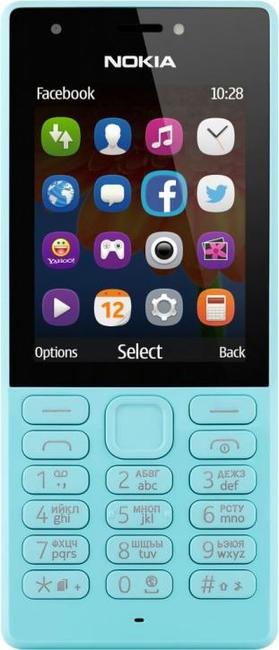 NOKIA
Facebook 10:28
YAHOO!
12
Options Select Back
1 .,
2 АБВГ abc
3 ДЕЖЗ def
4 ИЙКЛ ghi
5 МНОП jkl
6 РСТУ mno
7 ФХЦЧ pqrs
8 ШЩЪЫ tuv
9 ЬЭЮЯ wxyz
* +
0
#